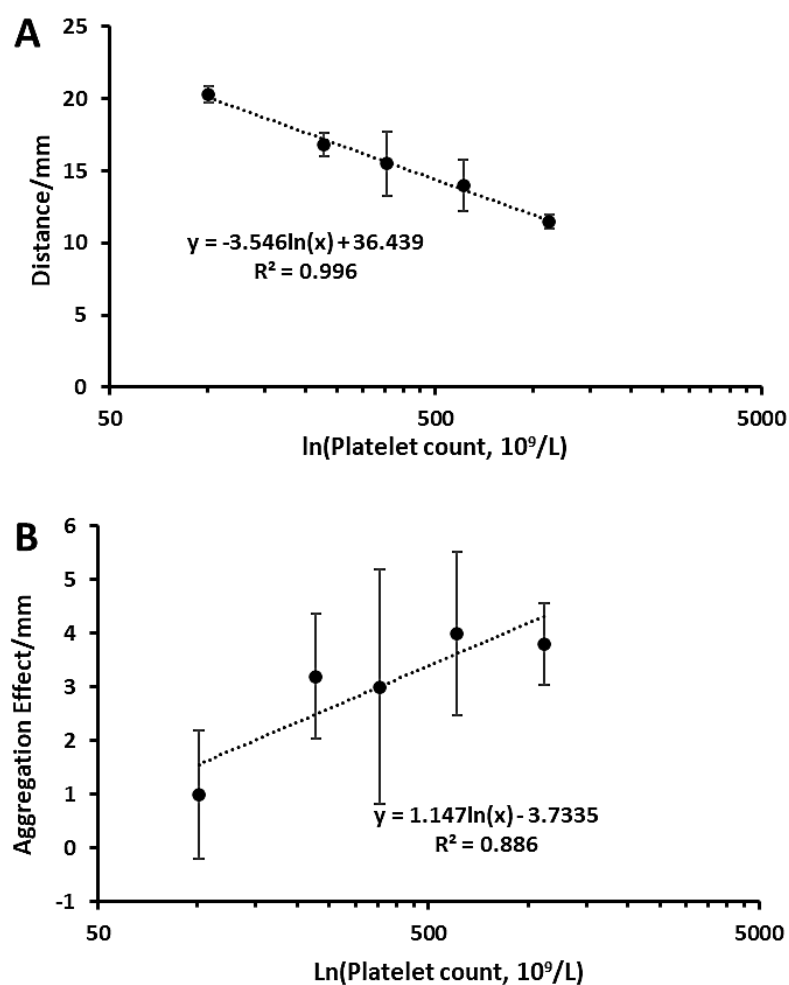 A
25
20
15
10
5
0
Distance/mm
y = -3.546ln(x) + 36.439
R² = 0.996
50 500 5000
ln(Platelet count, 10⁹/L)
B
6
5
4
3
2
1
0
-1
Aggregation Effect/mm
y = 1.147ln(x) - 3.7335
R² = 0.886
50 500 5000
Ln(Platelet count, 10⁹/L)